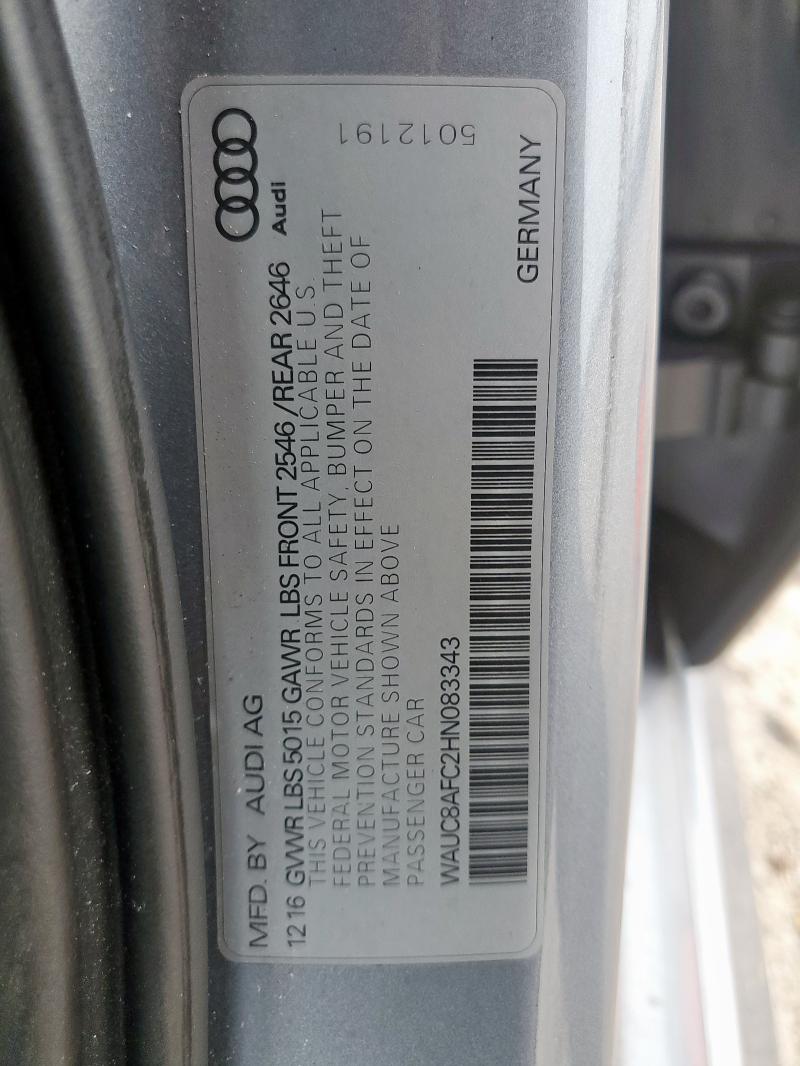 MFD. BY AUDI AG
12 16 GVWR LBS 5015 GAWR LBS FRONT 2546 /REAR 2646
THIS VEHICLE CONFORMS TO ALL APPLICABLE U S.
FEDERAL MOTOR VEHICLE SAFETY, BUMPER AND THEFT
PREVENTION STANDARDS IN EFFECT ON THE DATE OF
MANUFACTURE SHOWN ABOVE
PASSENGER CAR
WAUC8AFC2HN083343
Audi
5012191
GERMANY